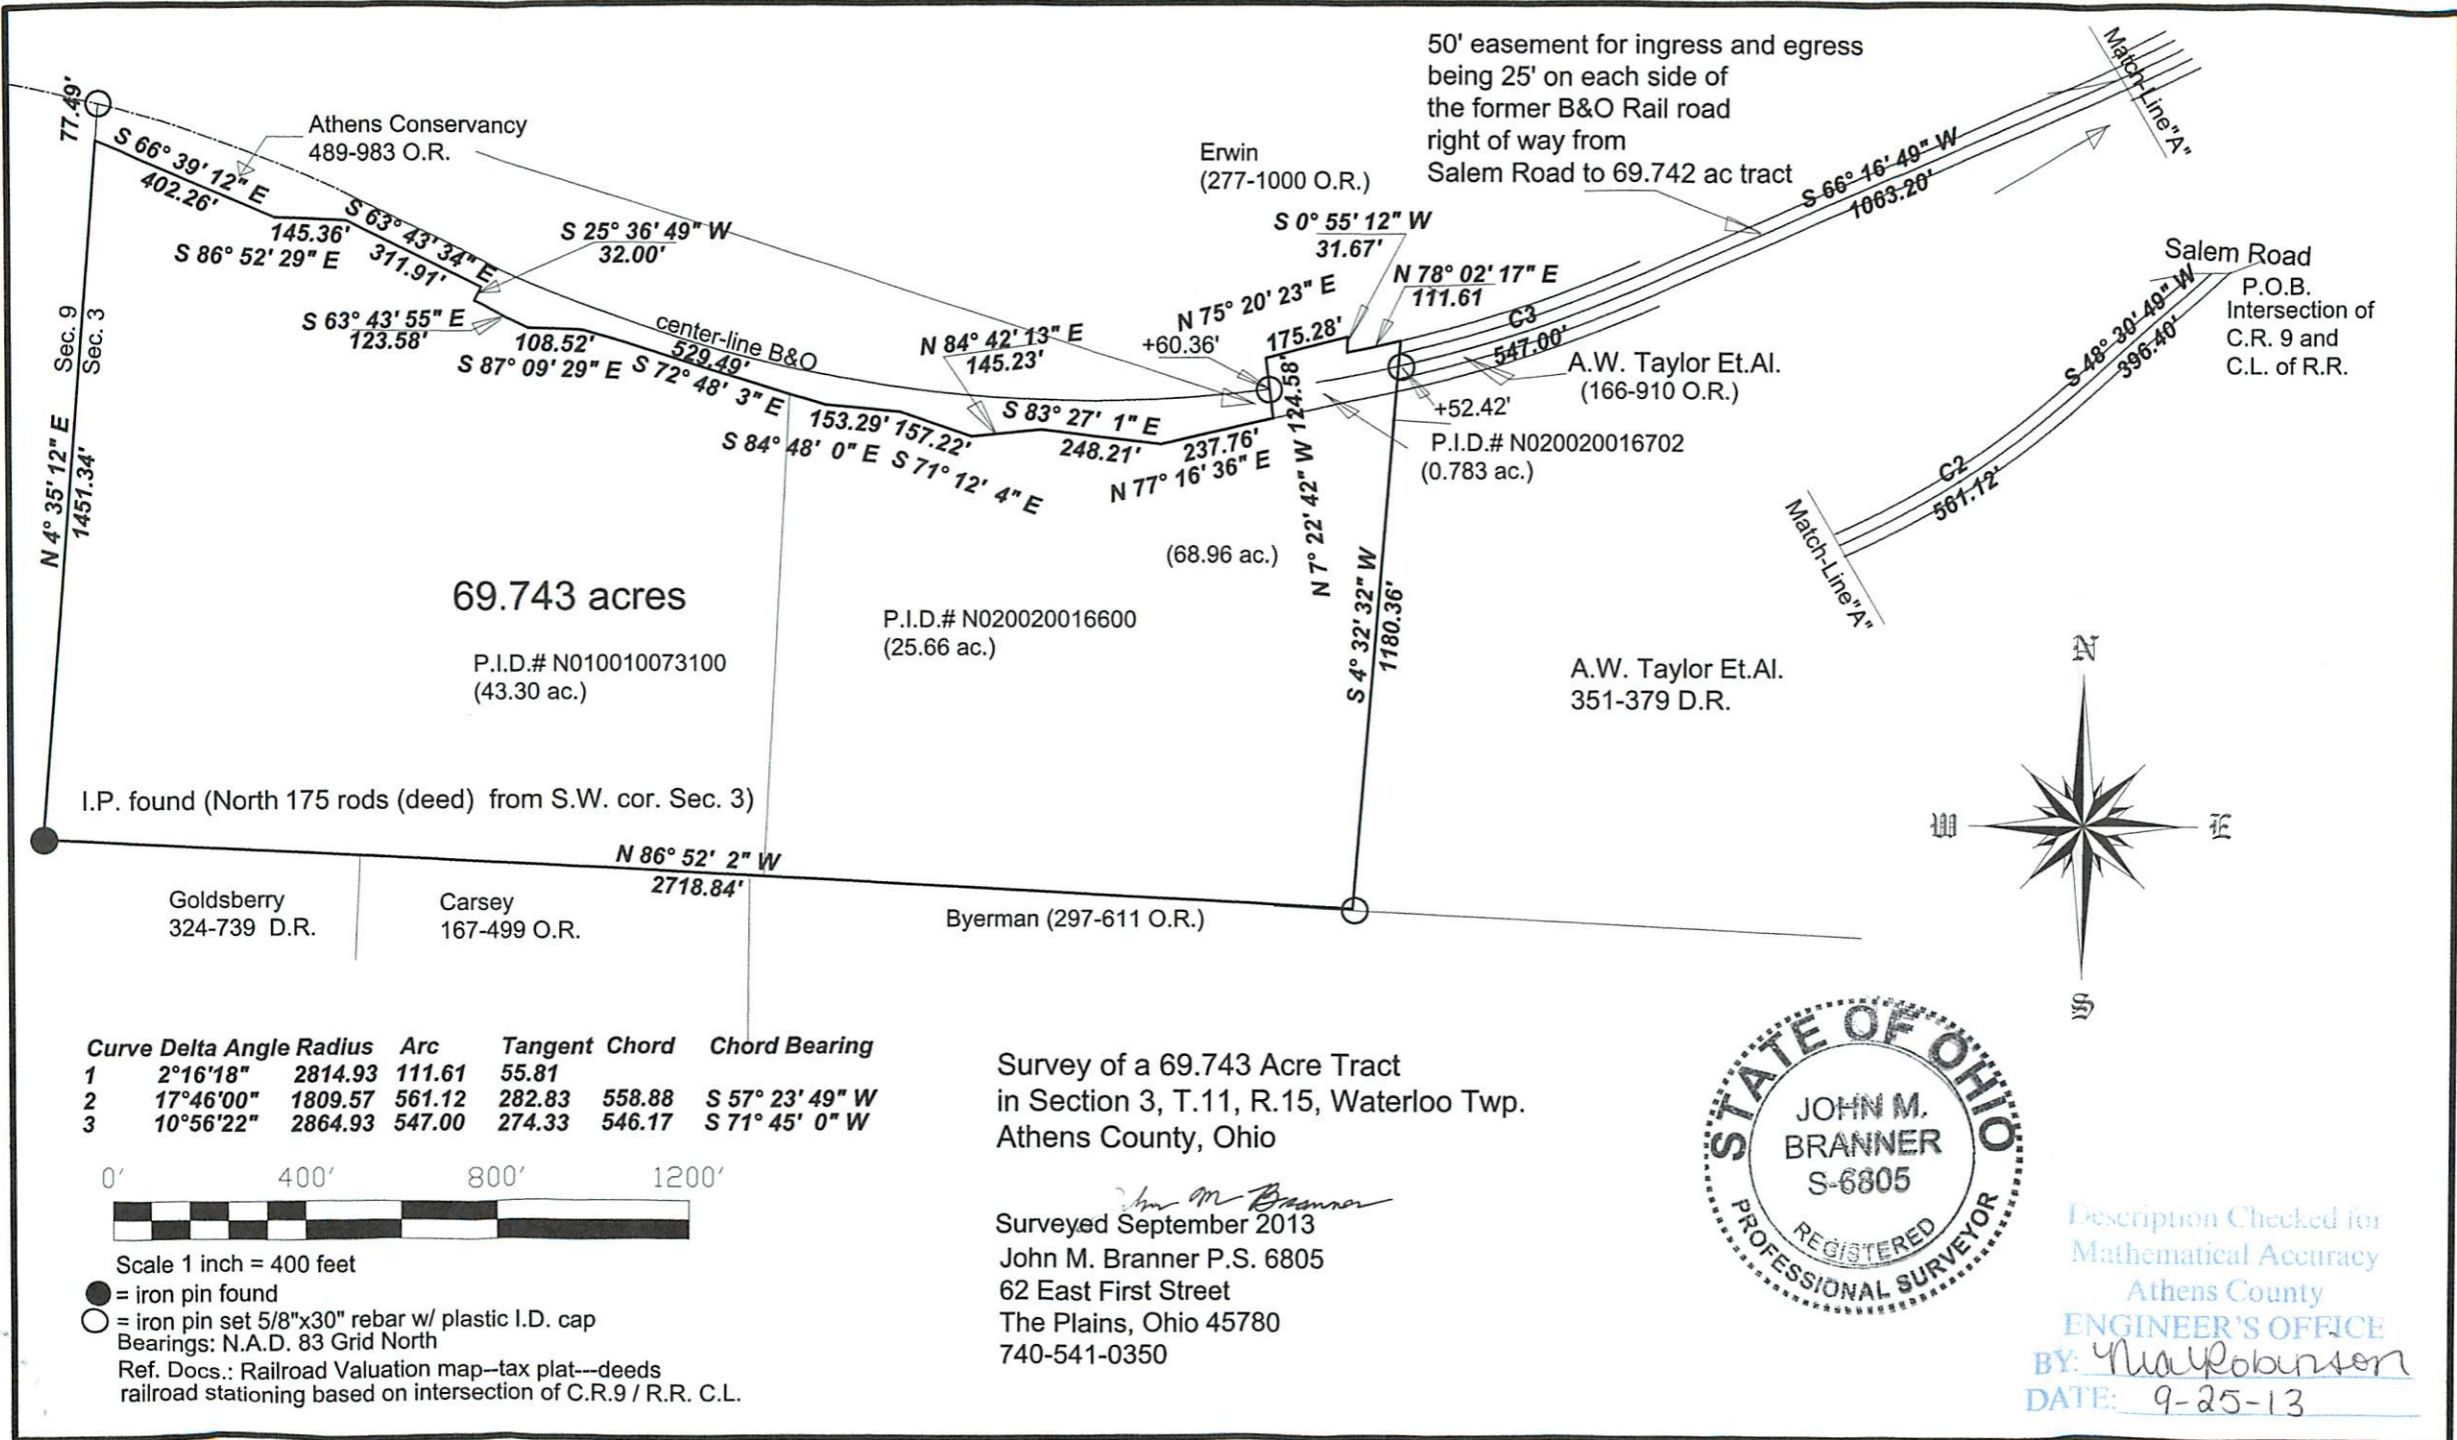 50' easement for ingress and egress
being 25' on each side of
the former B&O Rail road
right of way from
Salem Road to 69.742 ac tract
Match-Line"A"
77.49'
Athens Conservancy
489-983 O.R.
Erwin
(277-1000 O.R.)
S 66° 39' 12" E
402.26'
145.36'
S 86° 52' 29" E
S 63° 43' 34" E
311.91'
S 25° 36' 49" W
32.00'
S 63° 43' 55" E
123.58'
108.52'
S 87° 09' 29" E
center-line B&O
529.49'
S 72° 48' 3" E
153.29'
S 84° 48' 0" E
157.22'
S 71° 12' 4" E
N 84° 42' 13" E
145.23'
S 83° 27' 1" E
248.21'
237.76'
N 77° 16' 36" E
+60.36'
N 75° 20' 23" E
175.28'
S 0° 55' 12" W
31.67'
N 78° 02' 17" E
111.61
N 7° 22' 42" W 124.58'
C3
547.00'
S 66° 16' 49" W
1063.20'
A.W. Taylor Et.Al.
(166-910 O.R.)
+52.42'
P.I.D.# N020020016702
(0.783 ac.)
Salem Road
P.O.B.
Intersection of
C.R. 9 and
C.L. of R.R.
S 48° 30' 49" W
396.40'
C2
561.12'
Match-Line"A"
Sec. 9
Sec. 3
N 4° 35' 12" E
1451.34'
69.743 acres
P.I.D.# N010010073100
(43.30 ac.)
P.I.D.# N020020016600
(25.66 ac.)
(68.96 ac.)
S 4° 32' 32" W
1180.36'
A.W. Taylor Et.Al.
351-379 D.R.
N
W
E
S
I.P. found (North 175 rods (deed) from S.W. cor. Sec. 3)
N 86° 52' 2" W
2718.84'
Goldsberry
324-739 D.R.
Carsey
167-499 O.R.
Byerman (297-611 O.R.)
Curve Delta Angle Radius Arc Tangent Chord Chord Bearing
1 2°16'18" 2814.93 111.61 55.81
2 17°46'00" 1809.57 561.12 282.83 558.88 S 57° 23' 49" W
3 10°56'22" 2864.93 547.00 274.33 546.17 S 71° 45' 0" W
0' 400' 800' 1200'
Scale 1 inch = 400 feet
= iron pin found
= iron pin set 5/8"x30" rebar w/ plastic I.D. cap
Bearings: N.A.D. 83 Grid North
Ref. Docs.: Railroad Valuation map--tax plat---deeds
railroad stationing based on intersection of C.R.9 / R.R. C.L.
Survey of a 69.743 Acre Tract
in Section 3, T.11, R.15, Waterloo Twp.
Athens County, Ohio
John M Branner
Surveyed September 2013
John M. Branner P.S. 6805
62 East First Street
The Plains, Ohio 45780
740-541-0350
STATE OF OHIO
JOHN M.
BRANNER
S-6805
REGISTERED
PROFESSIONAL SURVEYOR
Description Checked for
Mathematical Accuracy
Athens County
ENGINEER'S OFFICE
BY: Robinson
DATE: 9-25-13